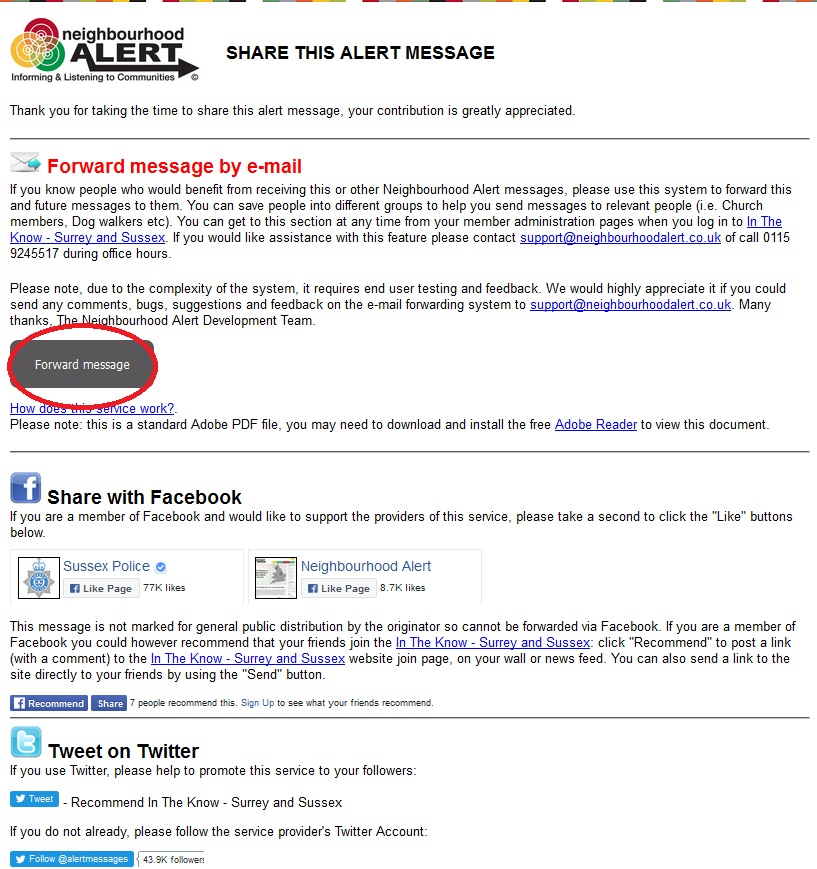 neighbourhood
ALERT
Informing & Listening to Communities ©
SHARE THIS ALERT MESSAGE
Thank you for taking the time to share this alert message, your contribution is greatly appreciated.
Forward message by e-mail
If you know people who would benefit from receiving this or other Neighbourhood Alert messages, please use this system to forward this
and future messages to them. You can save people into different groups to help you send messages to relevant people (i.e. Church
members, Dog walkers etc). You can get to this section at any time from your member administration pages when you log in to In The
Know - Surrey and Sussex. If you would like assistance with this feature please contact support@neighbourhoodalert.co.uk of call 0115
9245517 during office hours.
Please note, due to the complexity of the system, it requires end user testing and feedback. We would highly appreciate it if you could
send any comments, bugs, suggestions and feedback on the e-mail forwarding system to support@neighbourhoodalert.co.uk. Many
thanks, The Neighbourhood Alert Development Team.
Forward message
How does this service work?.
Please note: this is a standard Adobe PDF file, you may need to download and install the free Adobe Reader to view this document.
f Share with Facebook
If you are a member of Facebook and would like to support the providers of this service, please take a second to click the "Like" buttons
below.
Sussex Police
Like Page 77K likes
Neighbourhood Alert
Like Page 8.7K likes
This message is not marked for general public distribution by the originator so cannot be forwarded via Facebook. If you are a member of
Facebook you could however recommend that your friends join the In The Know - Surrey and Sussex: click "Recommend" to post a link
(with a comment) to the In The Know - Surrey and Sussex website join page, on your wall or news feed. You can also send a link to the
site directly to your friends by using the "Send" button.
Recommend Share 7 people recommend this. Sign Up to see what your friends recommend.
Tweet on Twitter
If you use Twitter, please help to promote this service to your followers:
Tweet - Recommend In The Know - Surrey and Sussex
If you do not already, please follow the service provider's Twitter Account:
Follow @alertmessages 43.9K followers